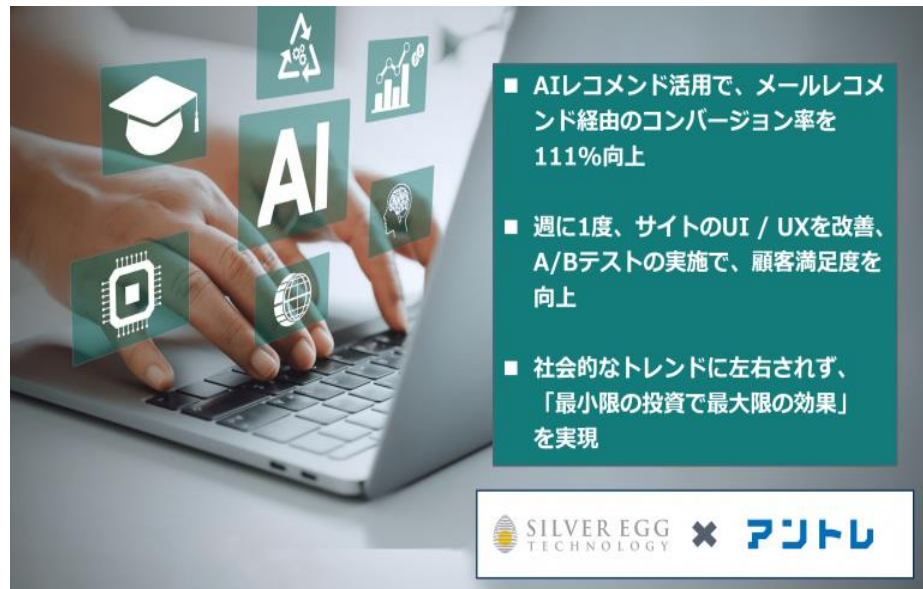 AI
■ AIレコメンド活用で、メールレコメ
ンド経由のコンバージョン率を
111%向上
■ 週に1度、サイトのUI / UXを改善、
A/Bテストの実施で、顧客満足度を
向上
■ 社会的なトレンドに左右されず、
「最小限の投資で最大限の効果」
を実現
SILVER EGG
TECHNOLOGY
× アントレ